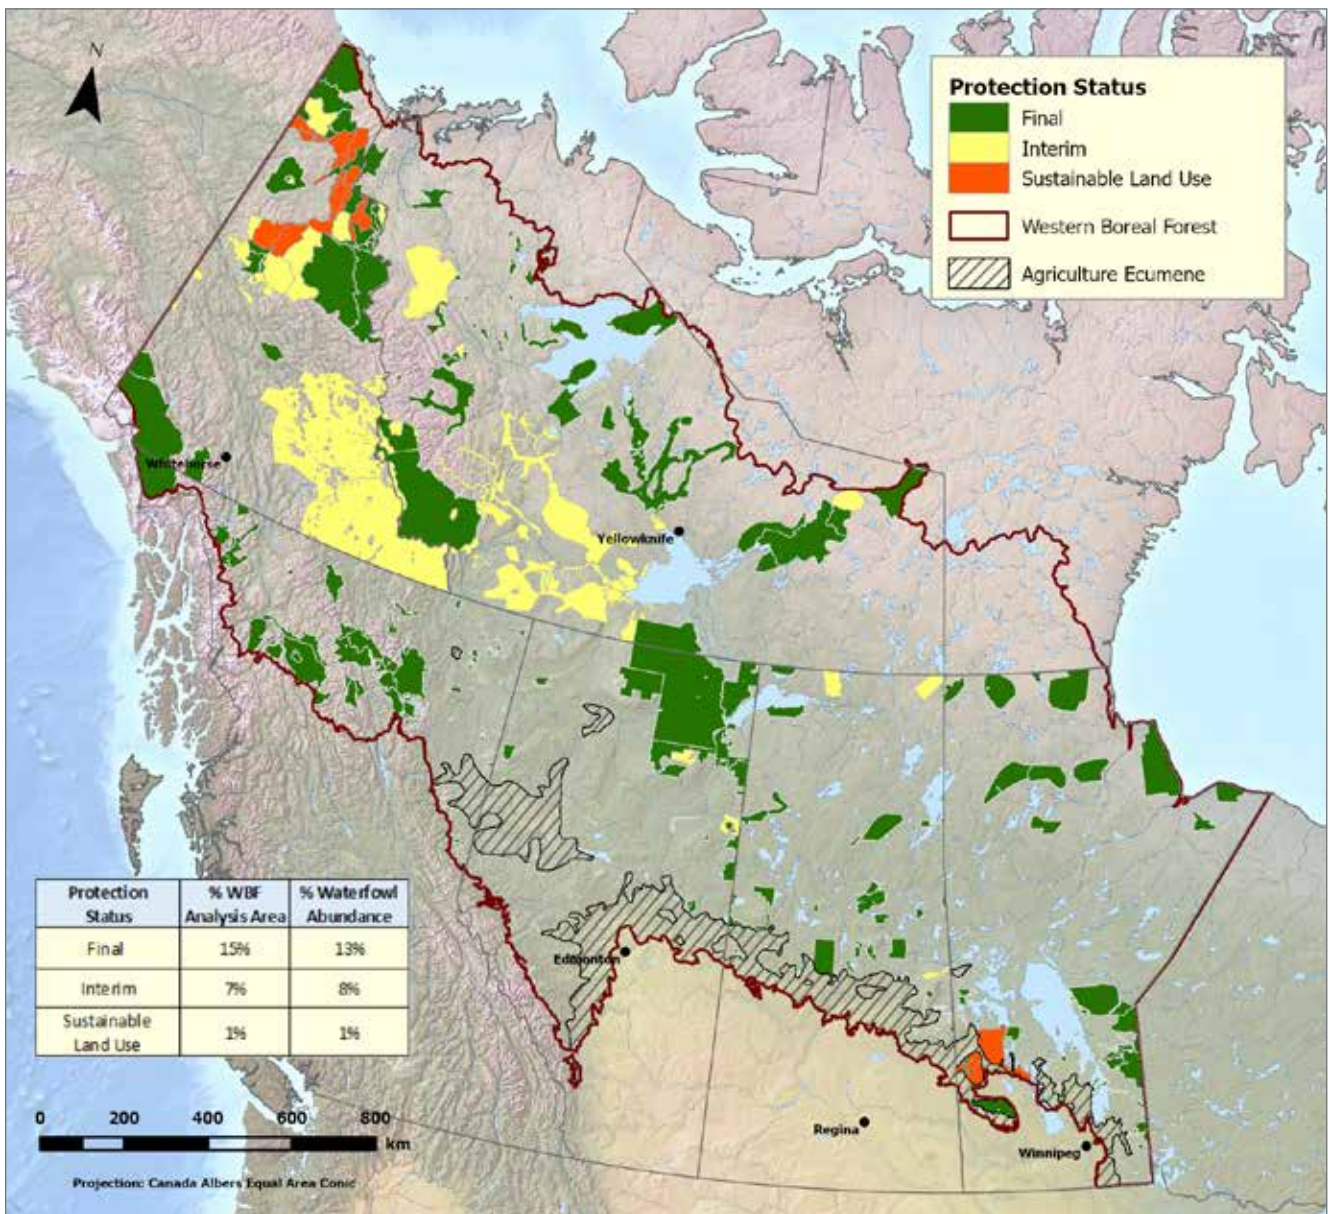 N
Protection Status
Final
Interim
Sustainable Land Use
Western Boreal Forest
Agriculture Ecumene
Whitehorse
Yellowknife
Edmonton
Regina
Winnipeg
Protection Status % WBF Analysis Area % Waterfowl Abundance
Final 15% 13%
Interim 7% 8%
Sustainable Land Use 1% 1%
0 200 400 600 800
km
Projection: Canada Albers Equal Area Conic